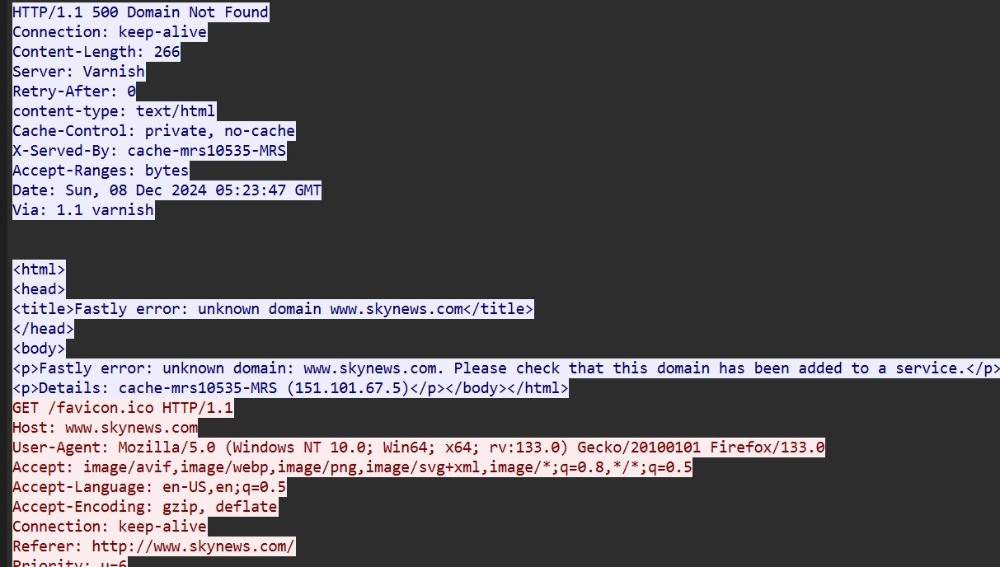 HTTP/1.1 500 Domain Not Found
Connection: keep-alive
Content-Length: 266
Server: Varnish
Retry-After: 0
content-type: text/html
Cache-Control: private, no-cache
X-Served-By: cache-mrs10535-MRS
Accept-Ranges: bytes
Date: Sun, 08 Dec 2024 05:23:47 GMT
Via: 1.1 varnish
<html>
<head>
<title>Fastly error: unknown domain www.skynews.com</title>
</head>
<body>
<p>Fastly error: unknown domain: www.skynews.com. Please check that this domain has been added to a service.</p>
<p>Details: cache-mrs10535-MRS (151.101.67.5)</p></body></html>
GET /favicon.ico HTTP/1.1
Host: www.skynews.com
User-Agent: Mozilla/5.0 (Windows NT 10.0; Win64; x64; rv:133.0) Gecko/20100101 Firefox/133.0
Accept: image/avif,image/webp,image/png,image/svg+xml,image/*;q=0.8,*/*;q=0.5
Accept-Language: en-US,en;q=0.5
Accept-Encoding: gzip, deflate
Connection: keep-alive
Referer: http://www.skynews.com/
Priority: u=6